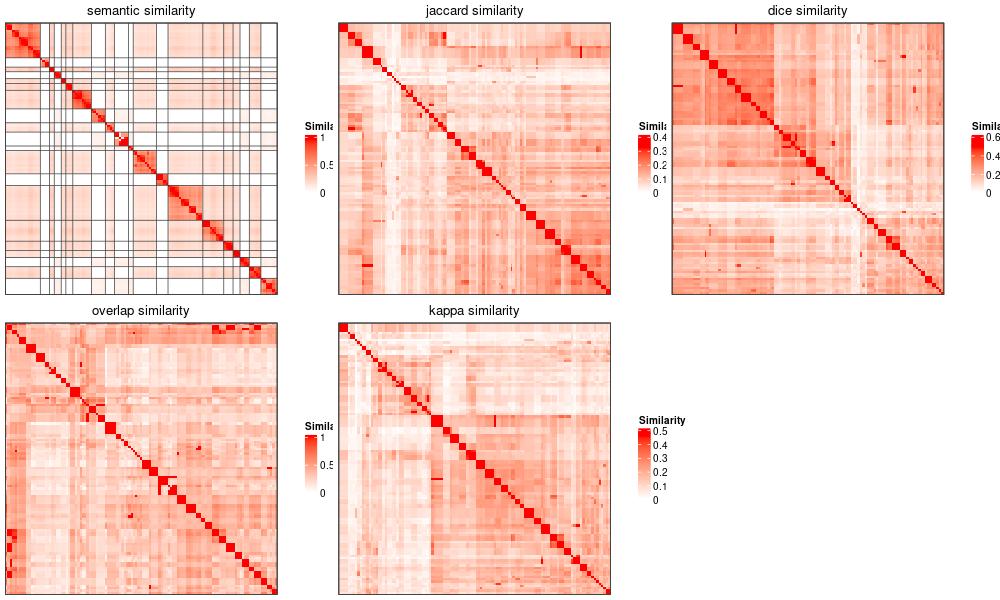 semantic similarity
jaccard similarity
dice similarity
Simila
1
0.5
0
Simila
0.4
0.3
0.2
0.1
0
Simila
0.6
0.4
0.2
0
overlap similarity
kappa similarity
Simila
1
0.5
0
Similarity
0.5
0.4
0.3
0.2
0.1
0